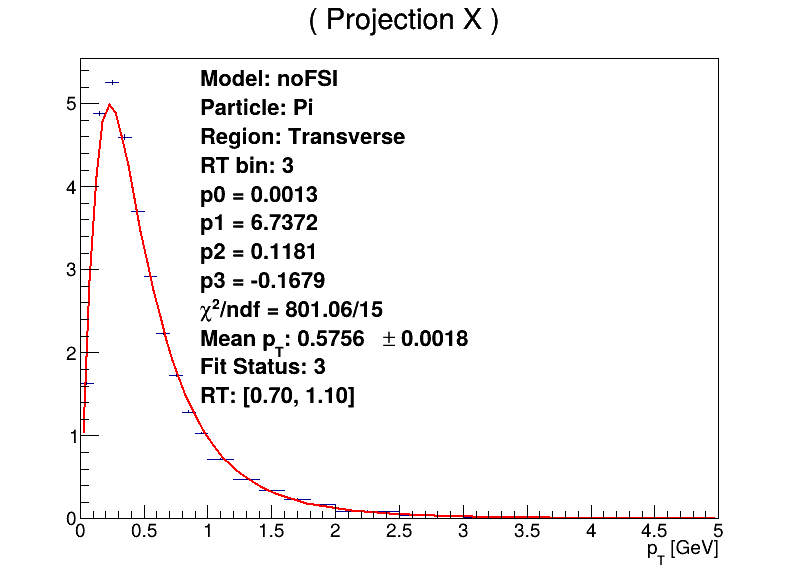 ( Projection X )
Model: noFSI
Particle: Pi
Region: Transverse
RT bin: 3
p0 = 0.0013
p1 = 6.7372
p2 = 0.1181
p3 = -0.1679
χ²/ndf = 801.06/15
Mean p_T: 0.5756 ± 0.0018
Fit Status: 3
RT: [0.70, 1.10]
5
4
3
2
1
0
0 0.5 1 1.5 2 2.5 3 3.5 4 4.5 5
p_T [GeV]